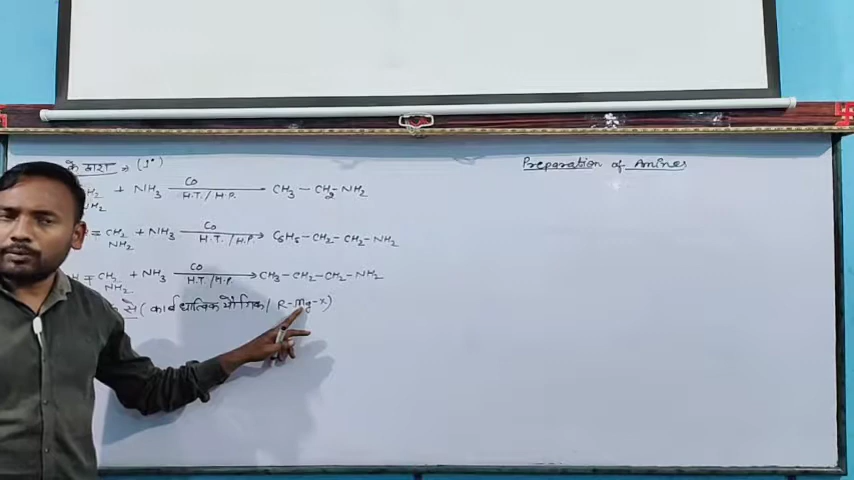 के द्वारा ⇒ (1°)
Preparation of Amines
+ NH3 —Co / H.T. / H.P.→ CH3 – CH2 – NH2
NH2
= CH2 + NH3 —Co / H.T. / H.P.→ C6H5 – CH2 – CH2 – NH2
NH2
= CH2 + NH3 —Co / H.T. / H.P.→ CH3 – CH2 – CH2 – NH2
NH2
से ( कार्बधात्विक यौगिक / R–Mg–X)